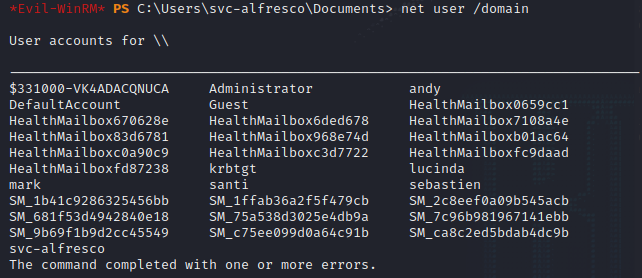 *Evil-WinRM* PS C:\Users\svc-alfresco\Documents> net user /domain
User accounts for \\
-------------------------------------------------------------------------------
$331000-VK4ADACQNUCA Administrator andy
DefaultAccount Guest HealthMailbox0659cc1
HealthMailbox670628e HealthMailbox6ded678 HealthMailbox7108a4e
HealthMailbox83d6781 HealthMailbox968e74d HealthMailboxb01ac64
HealthMailboxc0a90c9 HealthMailboxc3d7722 HealthMailboxfc9daad
HealthMailboxfd87238 krbtgt lucinda
mark santi sebastien
SM_1b41c9286325456bb SM_1ffab36a2f5f479cb SM_2c8eef0a09b545acb
SM_681f53d4942840e18 SM_75a538d3025e4db9a SM_7c96b981967141ebb
SM_9b69f1b9d2cc45549 SM_c75ee099d0a64c91b SM_ca8c2ed5bdab4dc9b
svc-alfresco
The command completed with one or more errors.